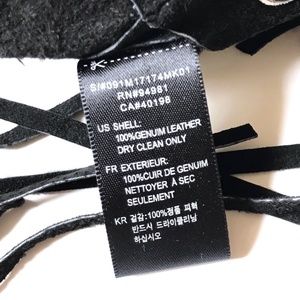 S/#091M17174MK01
RN#94981
CA#40198
US SHELL:
100%GENUIM LEATHER
DRY CLEAN ONLY
FR EXTERIEUR:
100%CUIR DE GENUIM
NETTOYER À SEC
SEULEMENT
KR 겉감:100%정품 피혁
반드시 드라이클리닝
하십시오